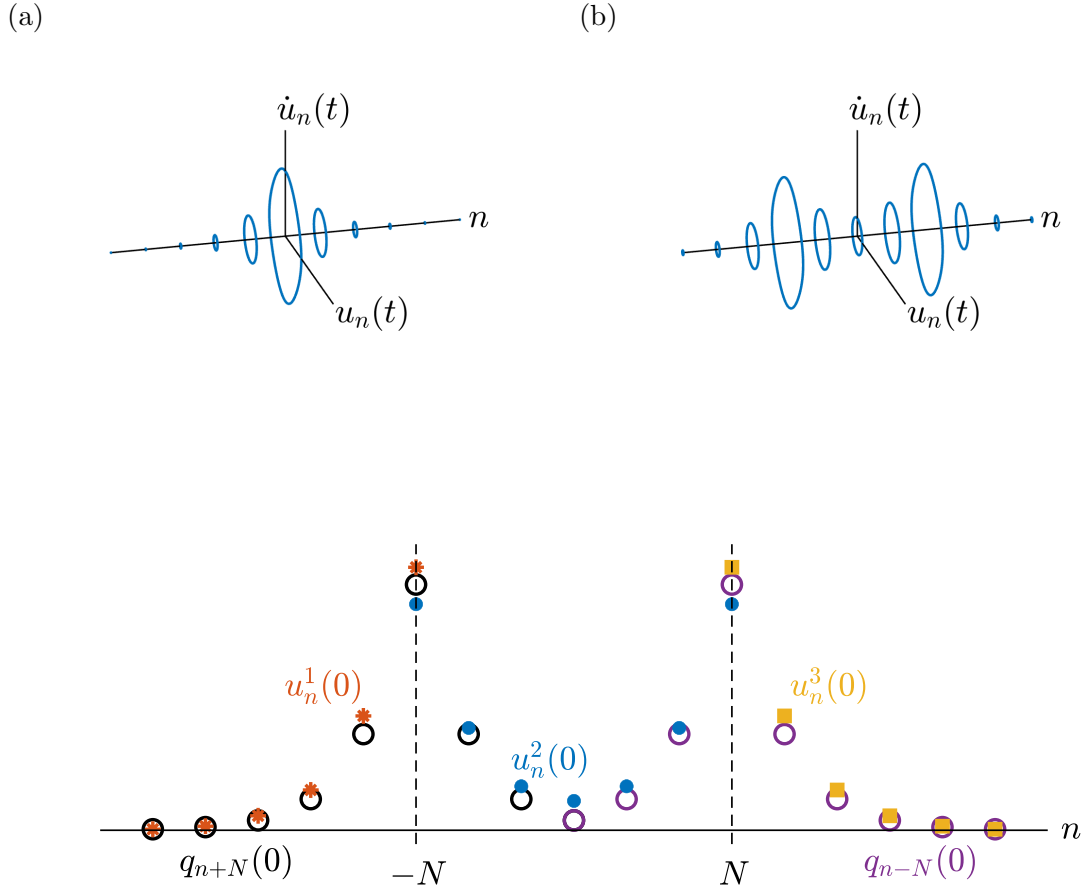 (a)
(b)
u̇ₙ(t)
u̇ₙ(t)
n
n
uₙ(t)
uₙ(t)
u¹ₙ(0)
u³ₙ(0)
u²ₙ(0)
n
qₙ₊N(0)
−N
N
qₙ₋N(0)